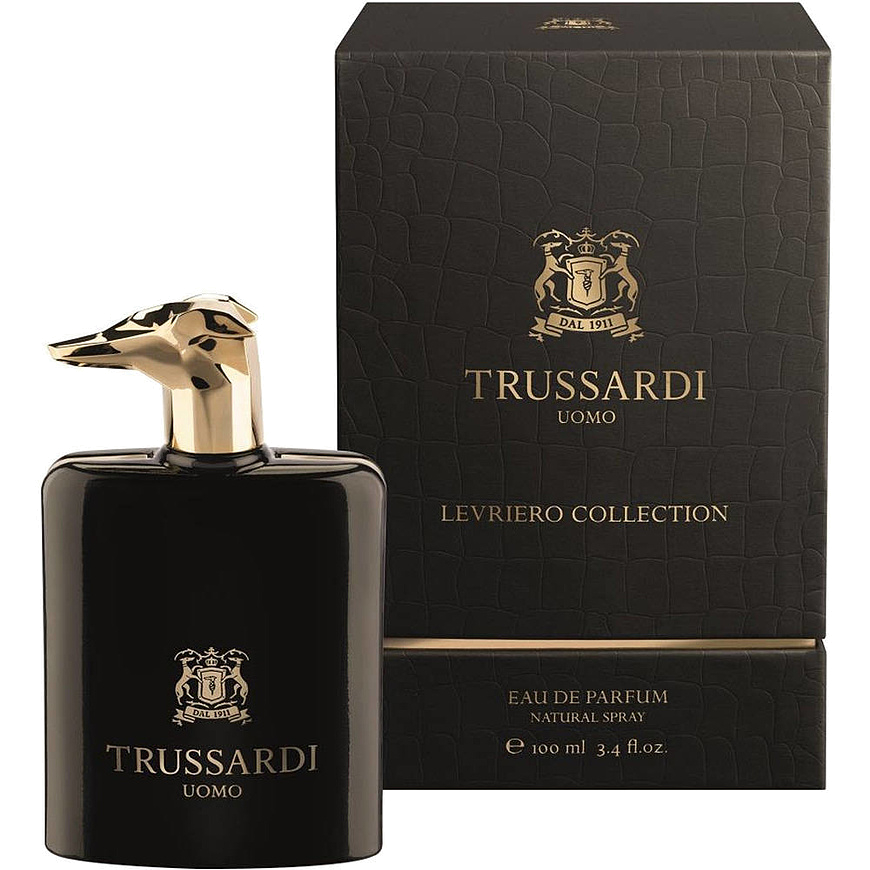 DAL 1911
TRUSSARDI
UOMO
LEVRIERO COLLECTION
EAU DE PARFUM
NATURAL SPRAY
℮ 100 ml 3.4 fl.oz.
DAL 1911
TRUSSARDI
UOMO